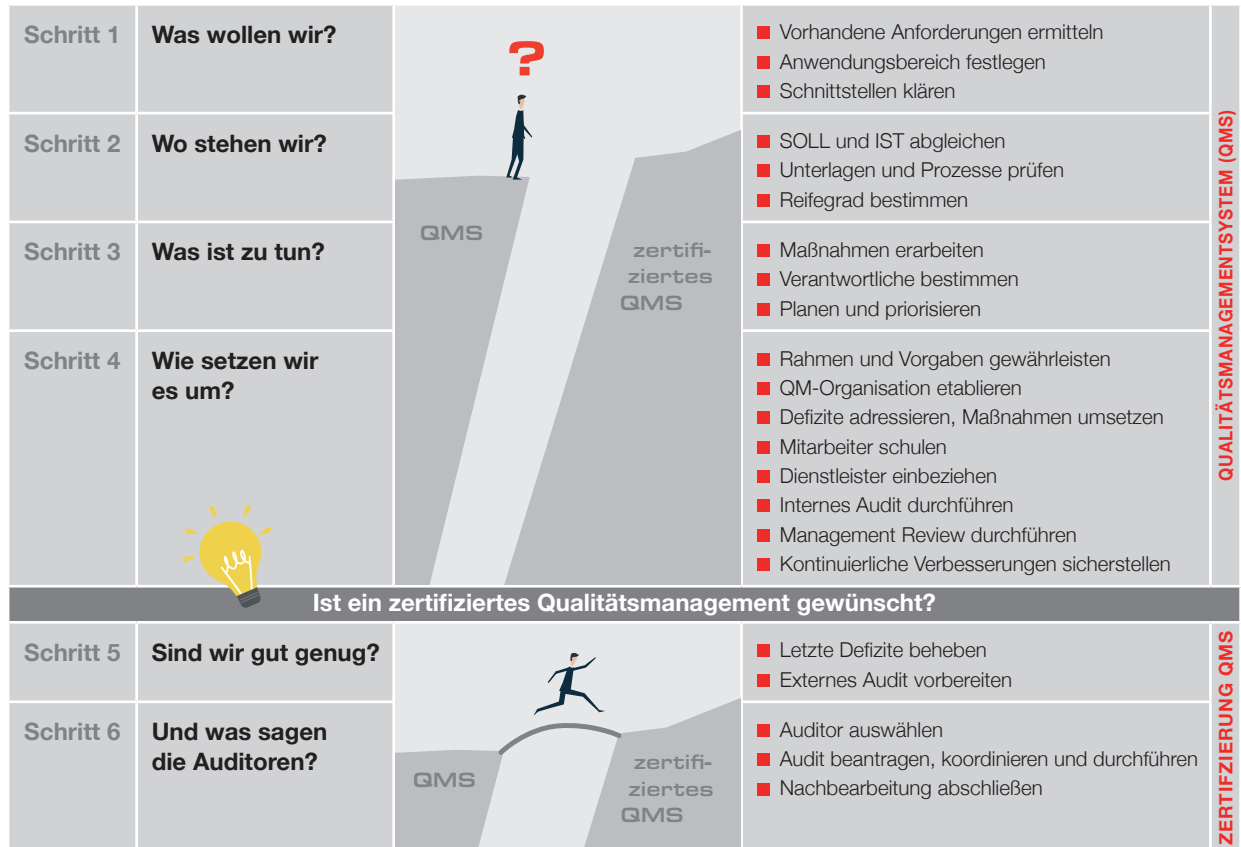 Schritt 1
Was wollen wir?
?
Vorhandene Anforderungen ermitteln
Anwendungsbereich festlegen
Schnittstellen klären
Schritt 2
Wo stehen wir?
SOLL und IST abgleichen
Unterlagen und Prozesse prüfen
Reifegrad bestimmen
Schritt 3
Was ist zu tun?
QMS
zertifi-
ziertes
QMS
Maßnahmen erarbeiten
Verantwortliche bestimmen
Planen und priorisieren
Schritt 4
Wie setzen wir
es um?
Rahmen und Vorgaben gewährleisten
QM-Organisation etablieren
Defizite adressieren, Maßnahmen umsetzen
Mitarbeiter schulen
Dienstleister einbeziehen
Internes Audit durchführen
Management Review durchführen
Kontinuierliche Verbesserungen sicherstellen
QUALITÄTSMANAGEMENTSYSTEM (QMS)
Ist ein zertifiziertes Qualitätsmanagement gewünscht?
Schritt 5
Sind wir gut genug?
Letzte Defizite beheben
Externes Audit vorbereiten
Schritt 6
Und was sagen
die Auditoren?
QMS
zertifi-
ziertes
QMS
Auditor auswählen
Audit beantragen, koordinieren und durchführen
Nachbearbeitung abschließen
ZERTIFZIERUNG QMS